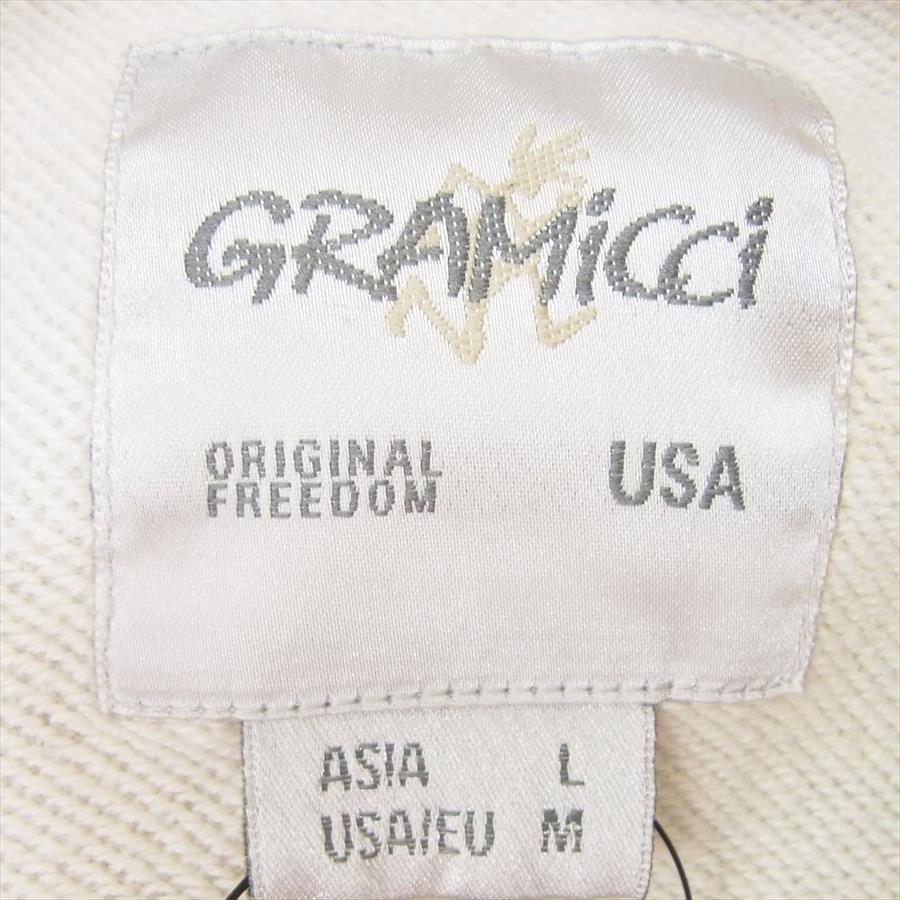 GRAMiCCi
ORIGINAL
FREEDOM
USA
ASIA L
USA/EU M